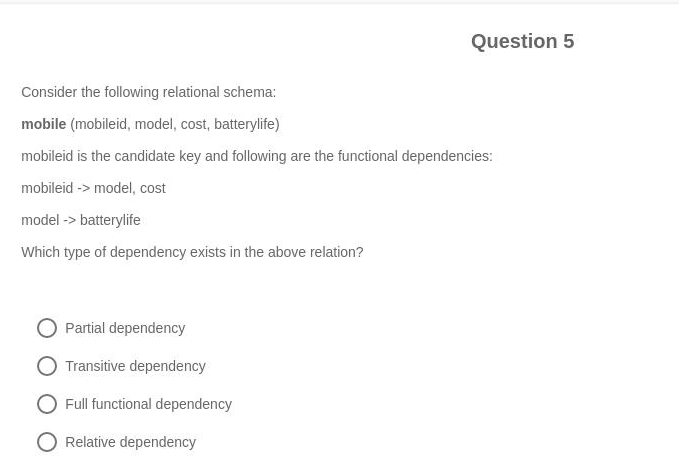 Question 5
Consider the following relational schema:
mobile (mobileid, model, cost, batterylife)
mobileid is the candidate key and following are the functional dependencies:
mobileid -> model, cost
model -> batterylife
Which type of dependency exists in the above relation?
Partial dependency
Transitive dependency
Full functional dependency
Relative dependency